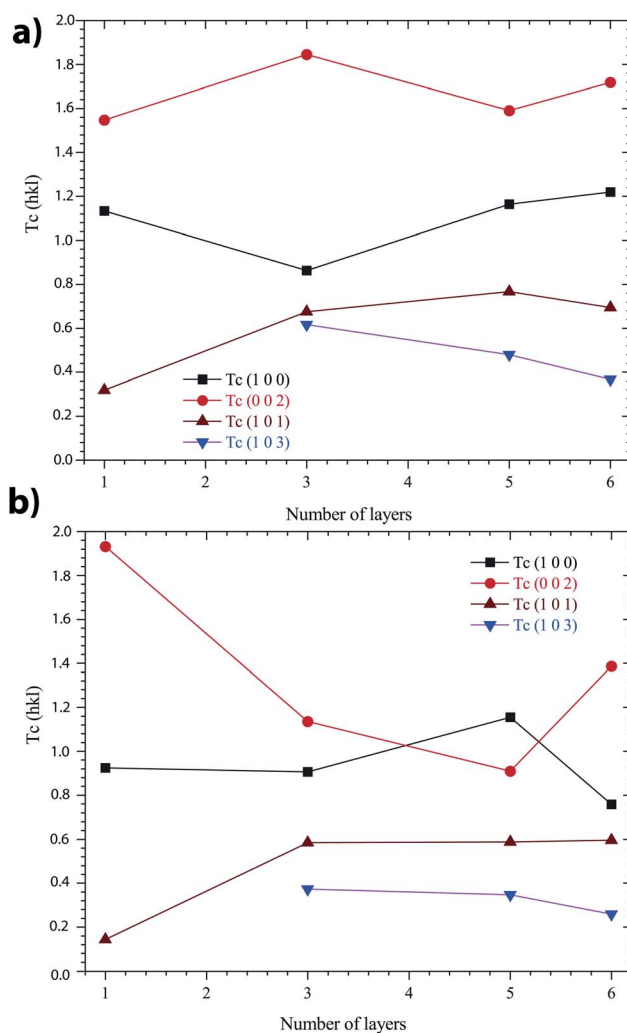 a)
2.0
1.8
1.6
1.4
1.2
1.0
0.8
0.6
0.4
0.2
0.0
Tc (hkl)
Tc (1 0 0)
Tc (0 0 2)
Tc (1 0 1)
Tc (1 0 3)
1 2 3 4 5 6
Number of layers
b)
2.0
1.8
1.6
1.4
1.2
1.0
0.8
0.6
0.4
0.2
0.0
Tc (hkl)
Tc (1 0 0)
Tc (0 0 2)
Tc (1 0 1)
Tc (1 0 3)
1 2 3 4 5 6
Number of layers